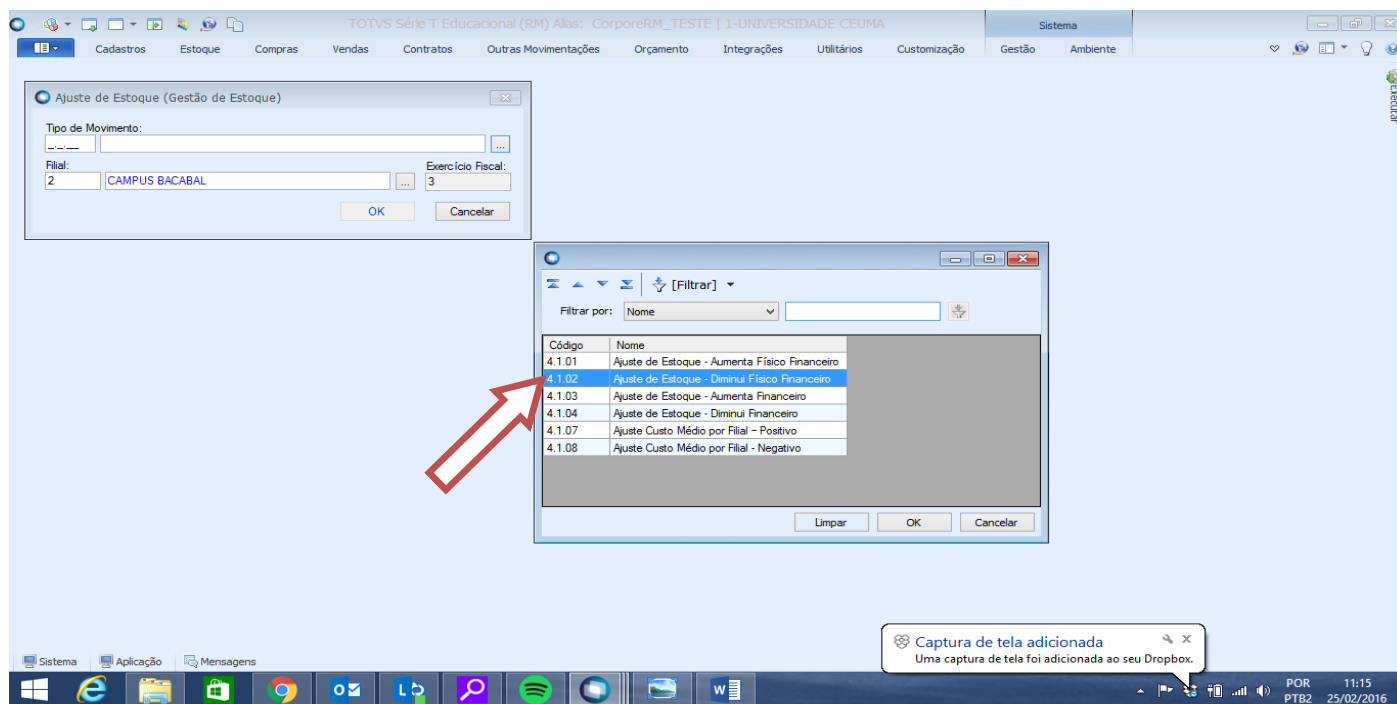 TOTVS Série T Educacional (RM) Alias: CorporeRM_TESTE | 1-UNIVERSIDADE CEUMA
Sistema
Cadastros Estoque Compras Vendas Contratos Outras Movimentações Orçamento Integrações Utilitários Customização Gestão Ambiente
Executar
Ajuste de Estoque (Gestão de Estoque)
Tipo de Movimento:
_._.__ ...
Filial: Exercício Fiscal:
2 CAMPUS BACABAL ... 3
OK Cancelar
[Filtrar]
Filtrar por: Nome
Código Nome
4.1.01 Ajuste de Estoque - Aumenta Físico Financeiro
4.1.02 Ajuste de Estoque - Diminui Físico Financeiro
4.1.03 Ajuste de Estoque - Aumenta Financeiro
4.1.04 Ajuste de Estoque - Diminui Financeiro
4.1.07 Ajuste Custo Médio por Filial – Positivo
4.1.08 Ajuste Custo Médio por Filial - Negativo
Limpar OK Cancelar
Captura de tela adicionada
Uma captura de tela foi adicionada ao seu Dropbox.
Sistema Aplicação Mensagens
POR 11:15
PTB2 25/02/2016